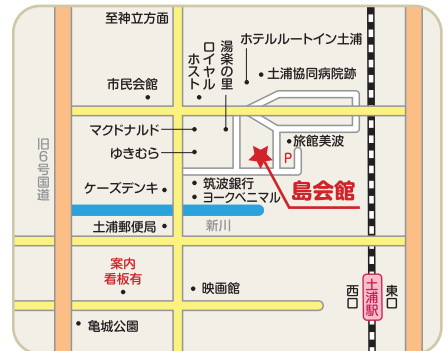 至神立方面
ホテルルートイン土浦
湯楽の里
ロイヤル
ホスト
土浦協同病院跡
市民会館
マクドナルド
旅館美波
ゆきむら
P
旧6号国道
ケーズデンキ
筑波銀行
ヨークベニマル
島会館
土浦郵便局
新川
案内
看板有
映画館
西口
土浦駅
東口
亀城公園